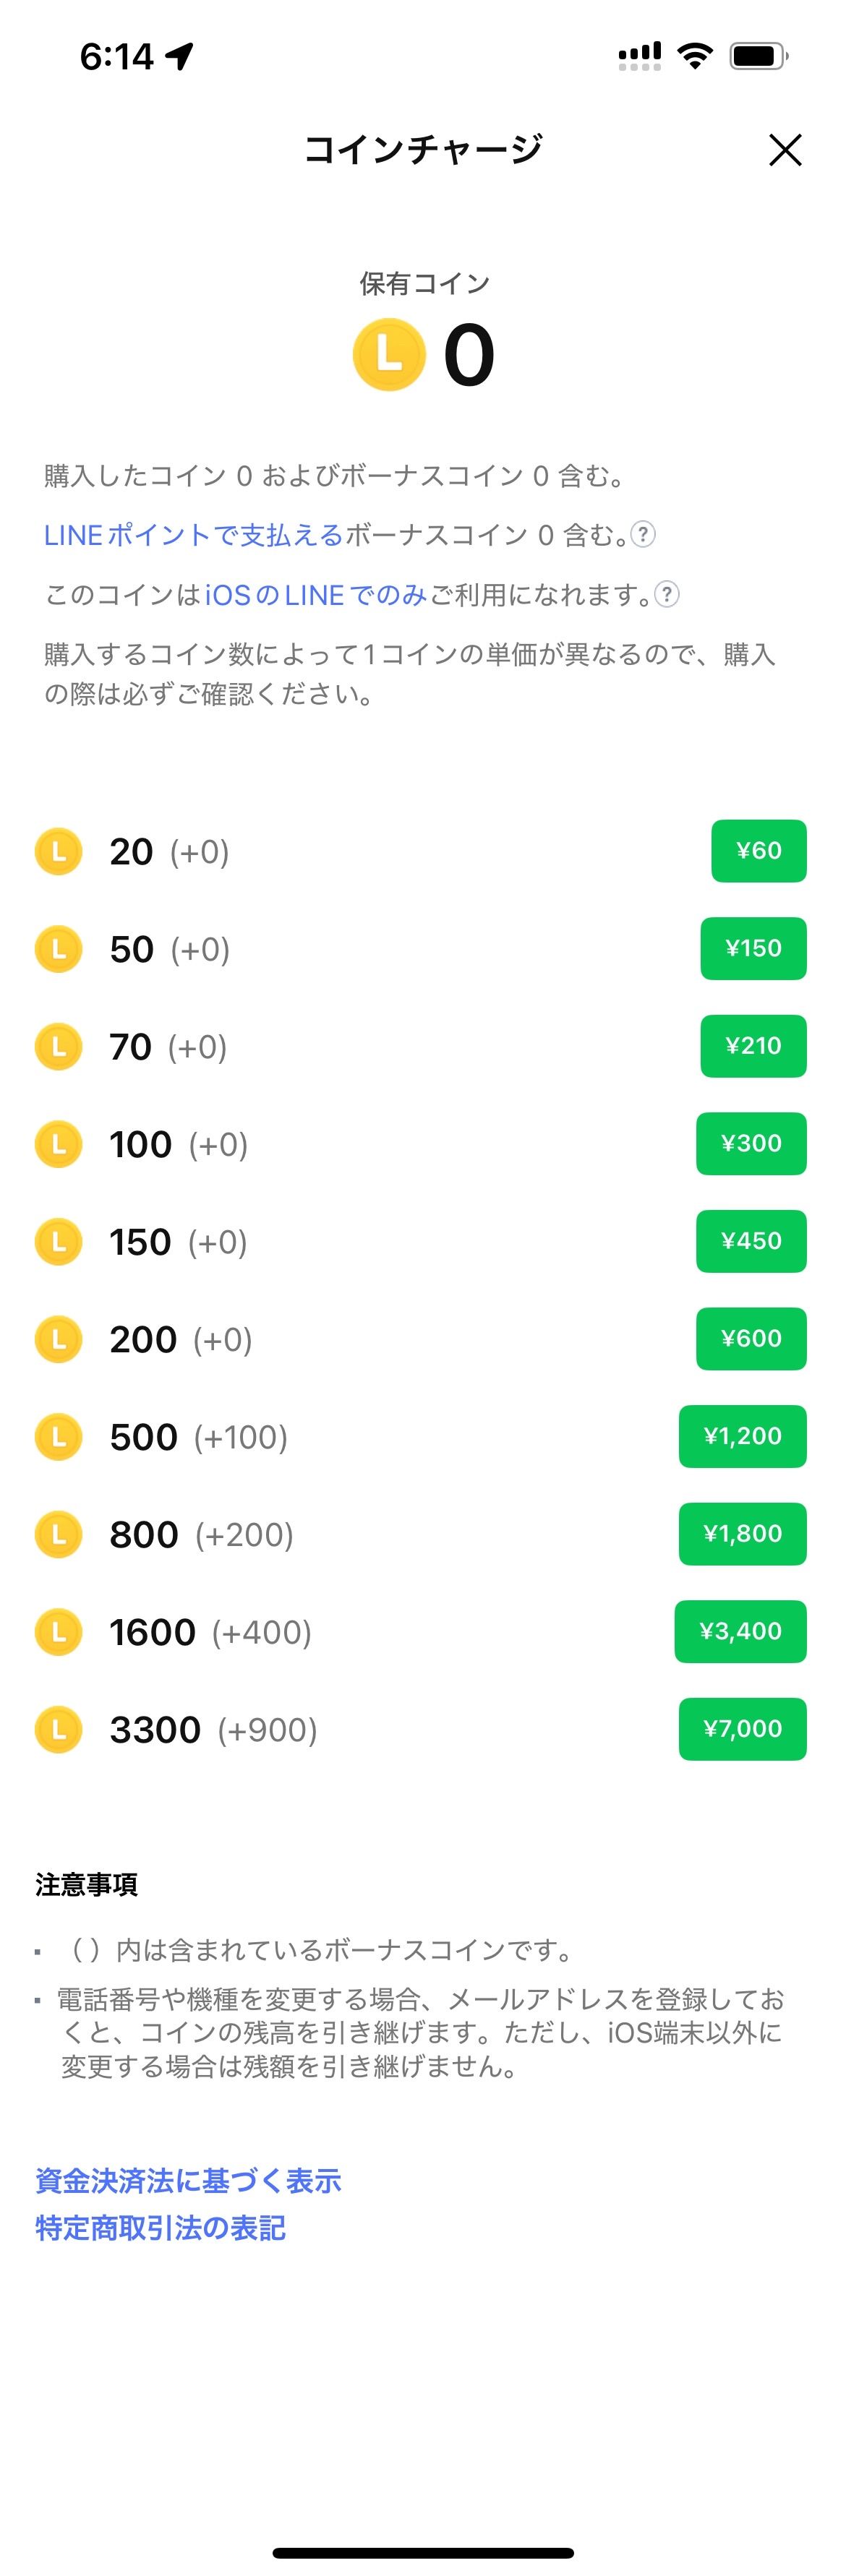 6:14
コインチャージ
保有コイン
L 0
購入したコイン 0 およびボーナスコイン 0 含む。
LINEポイントで支払えるボーナスコイン 0 含む。?
このコインはiOSのLINEでのみご利用になれます。?
購入するコイン数によって1コインの単価が異なるので、購入
の際は必ずご確認ください。
L 20 (+0) ¥60
L 50 (+0) ¥150
L 70 (+0) ¥210
L 100 (+0) ¥300
L 150 (+0) ¥450
L 200 (+0) ¥600
L 500 (+100) ¥1,200
L 800 (+200) ¥1,800
L 1600 (+400) ¥3,400
L 3300 (+900) ¥7,000
注意事項
▪ （ ）内は含まれているボーナスコインです。
▪ 電話番号や機種を変更する場合、メールアドレスを登録してお
くと、コインの残高を引き継げます。ただし、iOS端末以外に
変更する場合は残額を引き継げません。
資金決済法に基づく表示
特定商取引法の表記